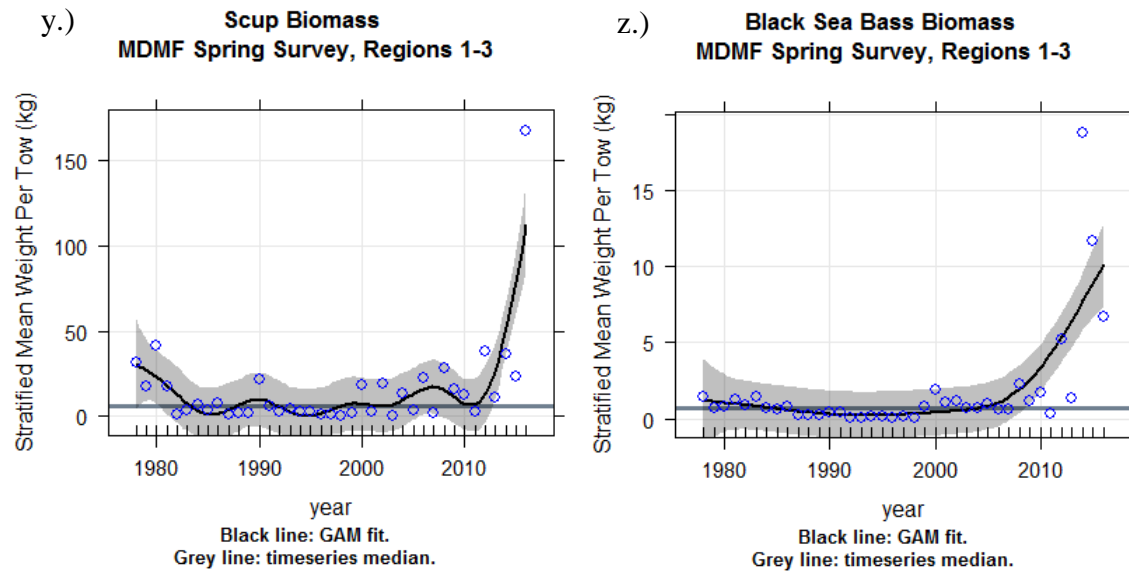 y.)
Scup Biomass
MDMF Spring Survey, Regions 1-3
Stratified Mean Weight Per Tow (kg)
150
100
50
0
1980
1990
2000
2010
year
Black line: GAM fit.
Grey line: timeseries median.
z.)
Black Sea Bass Biomass
MDMF Spring Survey, Regions 1-3
Stratified Mean Weight Per Tow (kg)
15
10
5
0
1980
1990
2000
2010
year
Black line: GAM fit.
Grey line: timeseries median.